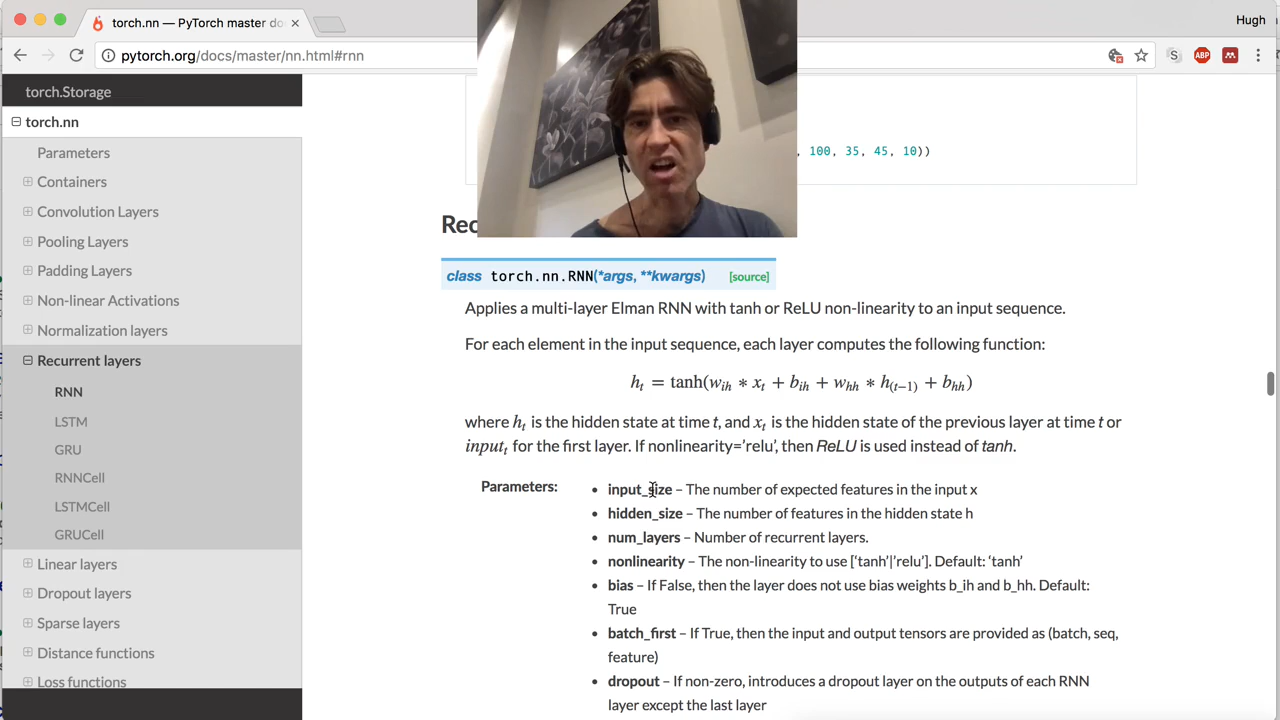 torch.nn — PyTorch master do
Hugh
pytorch.org/docs/master/nn.html#rnn
S ABP
torch.Storage
torch.nn
Parameters
Containers
Convolution Layers
Pooling Layers
Padding Layers
Non-linear Activations
Normalization layers
Recurrent layers
RNN
LSTM
GRU
RNNCell
LSTMCell
GRUCell
Linear layers
Dropout layers
Sparse layers
Distance functions
Loss functions
, 100, 35, 45, 10))
Rec
class torch.nn.RNN(*args, **kwargs) [source]
Applies a multi-layer Elman RNN with tanh or ReLU non-linearity to an input sequence.
For each element in the input sequence, each layer computes the following function:
h_t = tanh(w_ih * x_t + b_ih + w_hh * h_(t−1) + b_hh)
where h_t is the hidden state at time t, and x_t is the hidden state of the previous layer at time t or
input_t for the first layer. If nonlinearity='relu', then ReLU is used instead of tanh.
Parameters:
• input_size – The number of expected features in the input x
• hidden_size – The number of features in the hidden state h
• num_layers – Number of recurrent layers.
• nonlinearity – The non-linearity to use ['tanh'|'relu']. Default: 'tanh'
• bias – If False, then the layer does not use bias weights b_ih and b_hh. Default:
True
• batch_first – If True, then the input and output tensors are provided as (batch, seq,
feature)
• dropout – If non-zero, introduces a dropout layer on the outputs of each RNN
layer except the last layer